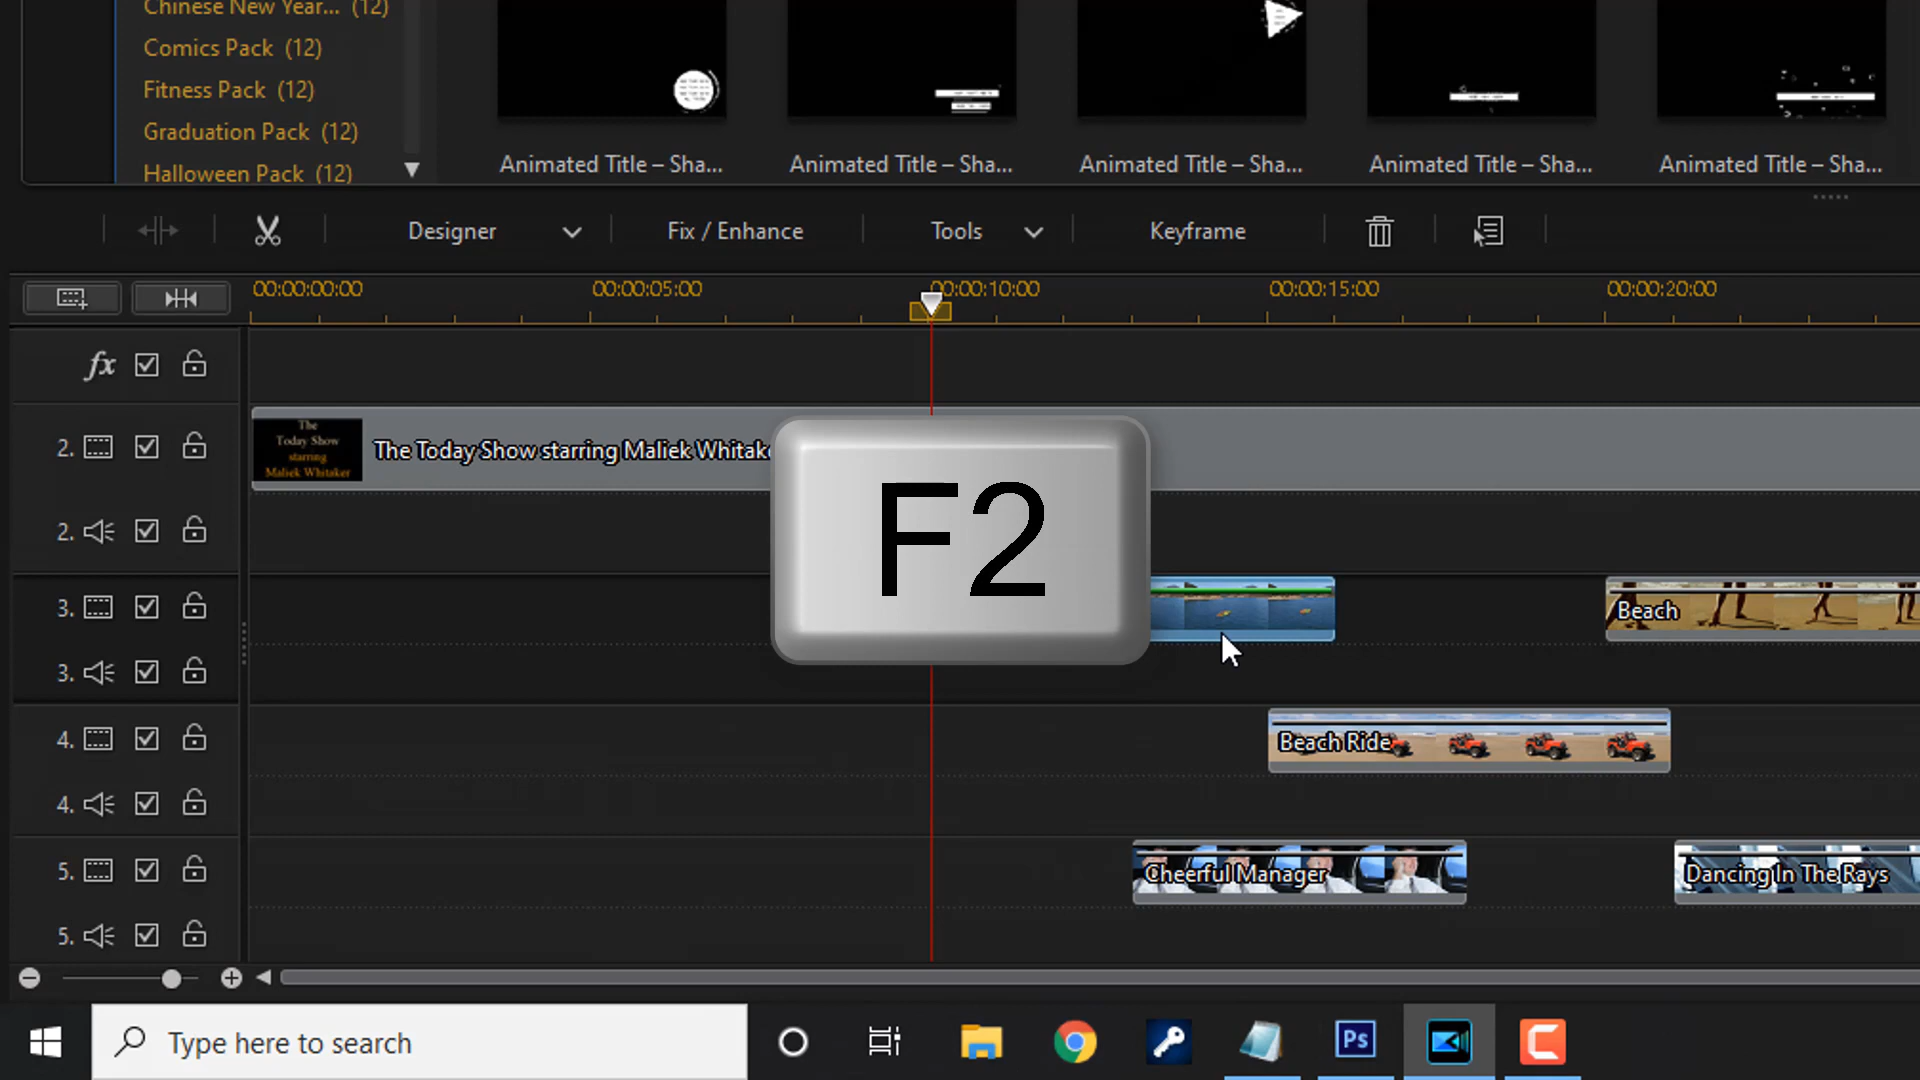 Chinese New Year... (12)
Comics Pack (12)
Fitness Pack (12)
Graduation Pack (12)
Halloween Pack (12)
Animated Title – Sha...
Animated Title – Sha...
Animated Title – Sha...
Animated Title – Sha...
Animated Title – Sha...
Designer
Fix / Enhance
Tools
Keyframe
00:00:00:00
00:00:05:00
00:00:10:00
00:00:15:00
00:00:20:00
fx
2.
The
Today Show
starring
Maliek Whitaker
The Today Show starring Maliek Whitake
F2
2.
3.
Beach
3.
4.
Beach Ride
4.
5.
Cheerful Manager
Dancing In The Rays
5.
Type here to search
Ps